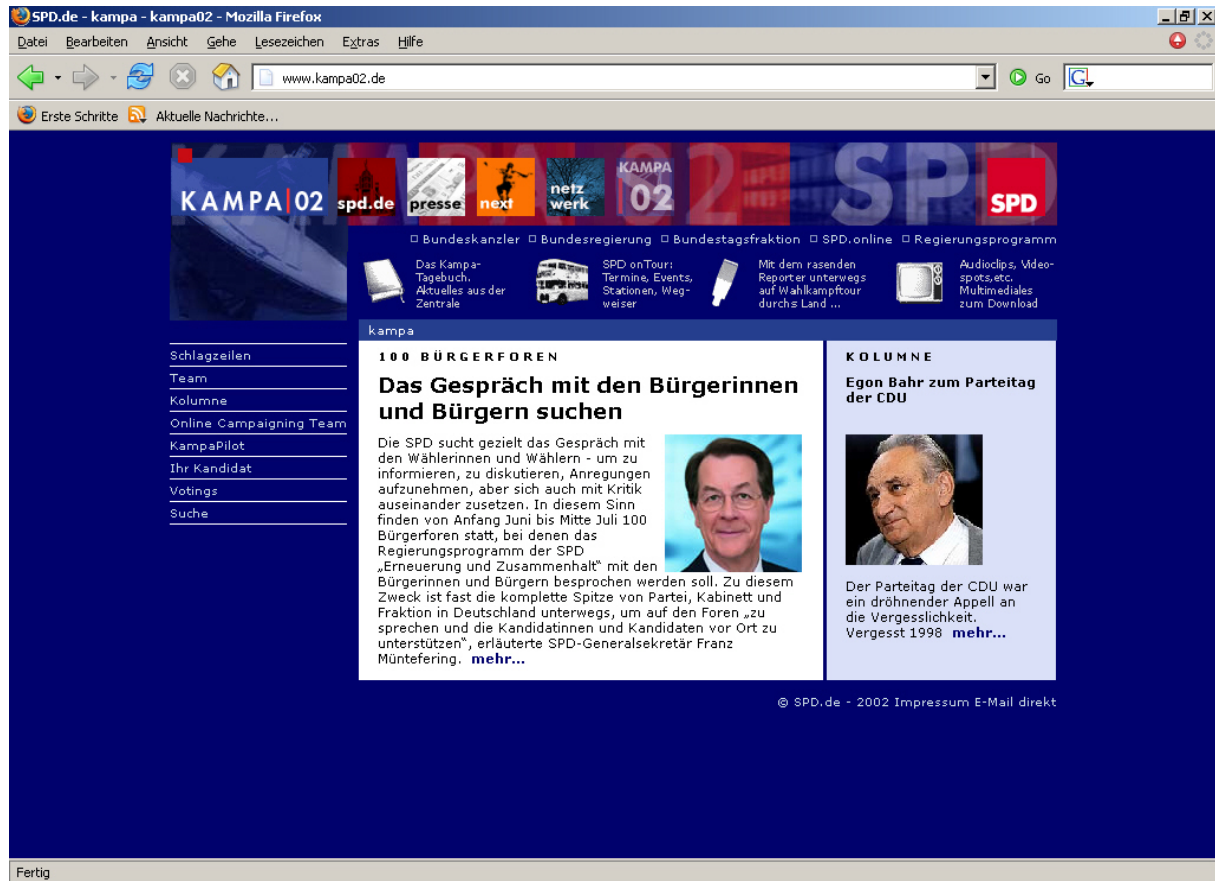 SPD.de - kampa - kampa02 - Mozilla Firefox
Datei Bearbeiten Ansicht Gehe Lesezeichen Extras Hilfe
www.kampa02.de
Go
G
Erste Schritte Aktuelle Nachrichte...
KAMPA 02 SPD
KAMPA|02
spd.de
presse
next
netz
werk
KAMPA
02
SPD
Bundeskanzler Bundesregierung Bundestagsfraktion SPD.online Regierungsprogramm
Das Kampa-
Tagebuch.
Aktuelles aus der
Zentrale
SPD onTour:
Termine, Events,
Stationen, Weg-
weiser
Mit dem rasenden
Reporter unterwegs
auf Wahlkampftour
durchs Land ...
Audioclips, Video-
spots,etc.
Multimediales
zum Download
kampa
Schlagzeilen
Team
Kolumne
Online Campaigning Team
KampaPilot
Ihr Kandidat
Votings
Suche
100 BÜRGERFOREN
Das Gespräch mit den Bürgerinnen
und Bürgern suchen
Die SPD sucht gezielt das Gespräch mit
den Wählerinnen und Wählern - um zu
informieren, zu diskutieren, Anregungen
aufzunehmen, aber sich auch mit Kritik
auseinander zusetzen. In diesem Sinn
finden von Anfang Juni bis Mitte Juli 100
Bürgerforen statt, bei denen das
Regierungsprogramm der SPD
„Erneuerung und Zusammenhalt“ mit den
Bürgerinnen und Bürgern besprochen werden soll. Zu diesem
Zweck ist fast die komplette Spitze von Partei, Kabinett und
Fraktion in Deutschland unterwegs, um auf den Foren „zu
sprechen und die Kandidatinnen und Kandidaten vor Ort zu
unterstützen“, erläuterte SPD-Generalsekretär Franz
Müntefering. mehr...
KOLUMNE
Egon Bahr zum Parteitag
der CDU
Der Parteitag der CDU war
ein dröhnender Appell an
die Vergesslichkeit.
Vergesst 1998 mehr...
© SPD.de - 2002 Impressum E-Mail direkt
Fertig